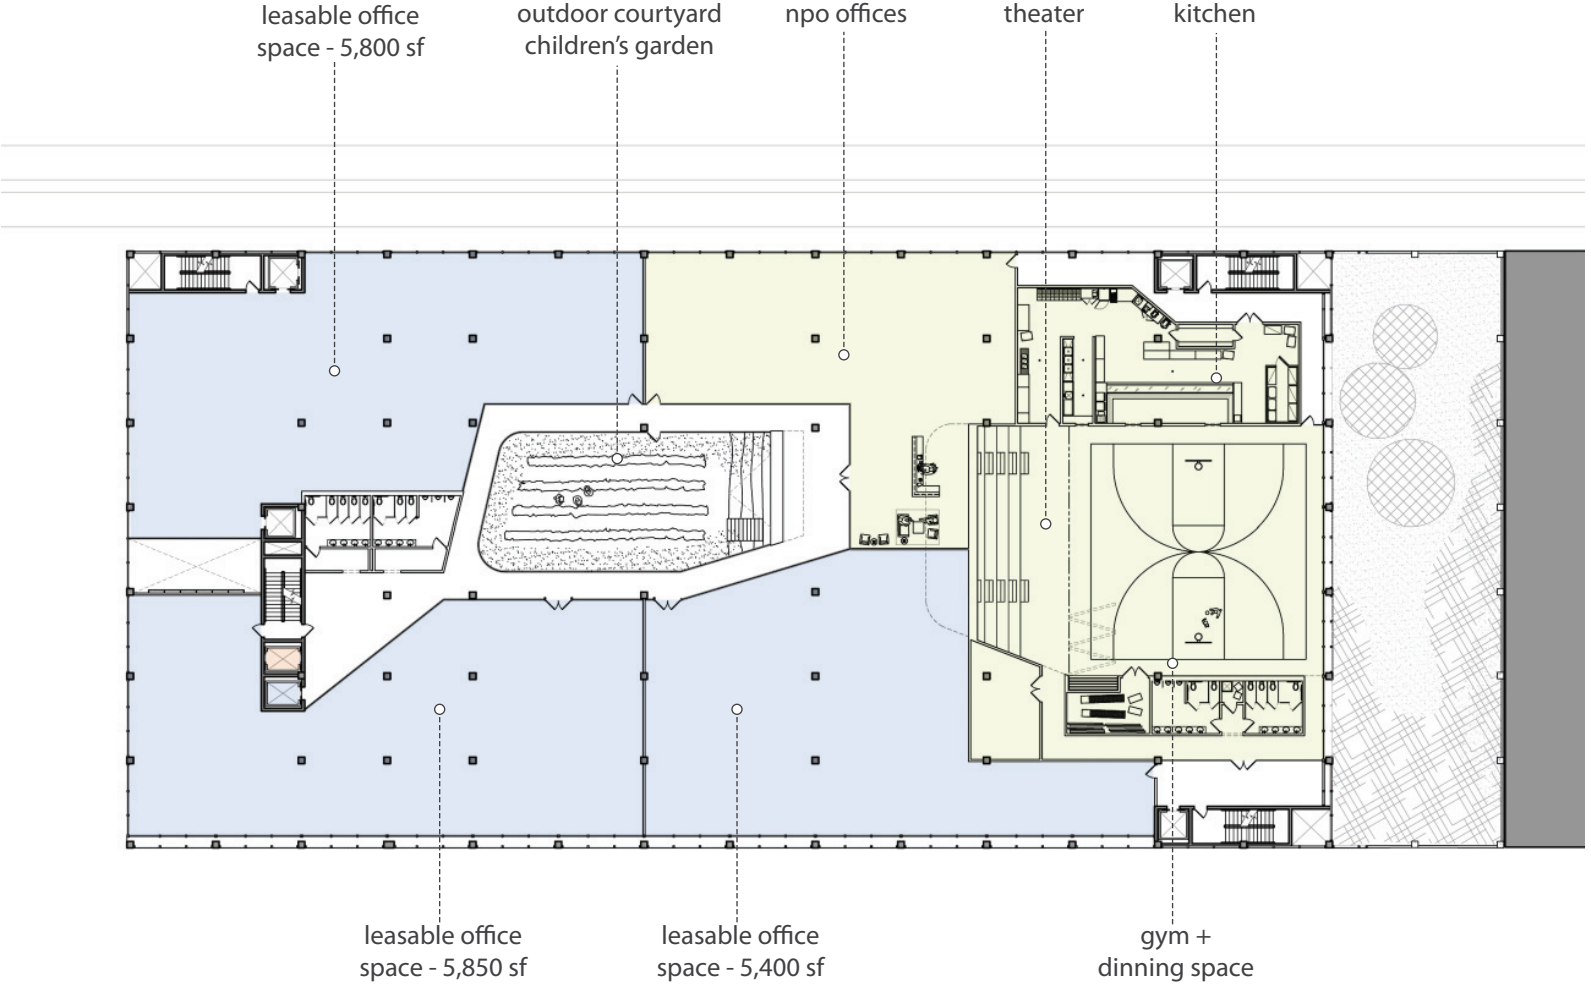 leasable office
space - 5,800 sf
outdoor courtyard
children's garden
npo offices
theater
kitchen
leasable office
space - 5,850 sf
leasable office
space - 5,400 sf
gym +
dinning space